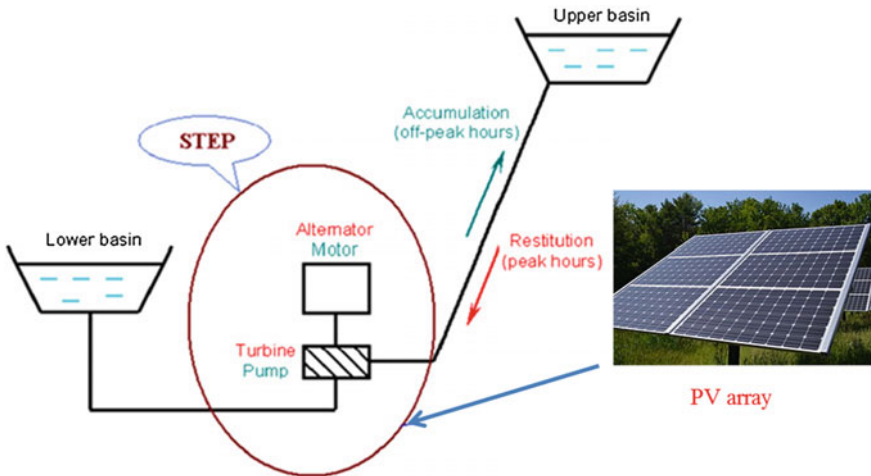 Upper basin
Accumulation
(off-peak hours)
STEP
Lower basin
Alternator
Motor
Restitution
(peak hours)
Turbine
Pump
PV array